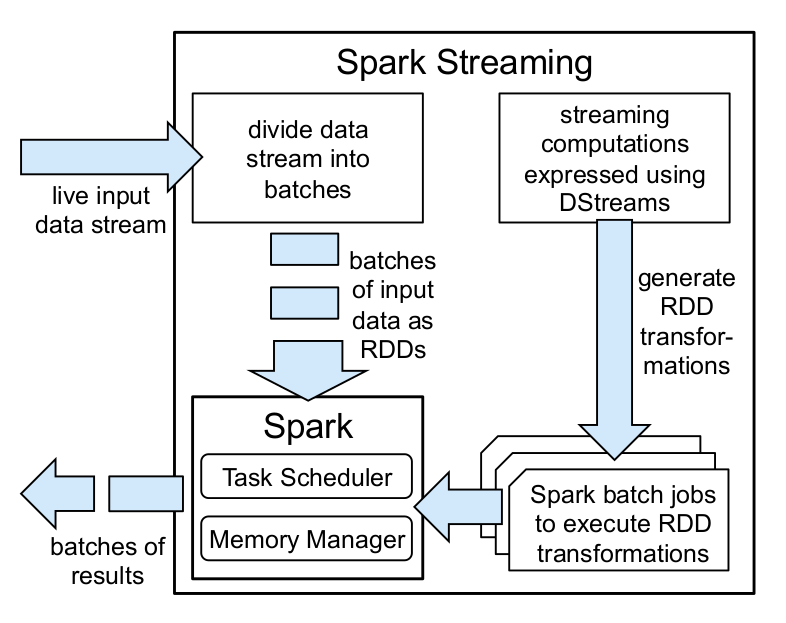 Spark Streaming
divide data
stream into
batches
streaming
computations
expressed using
DStreams
live input
data stream
batches
of input
data as
RDDs
generate
RDD
transfor-
mations
Spark
Task Scheduler
Memory Manager
Spark batch jobs
to execute RDD
transformations
batches of
results